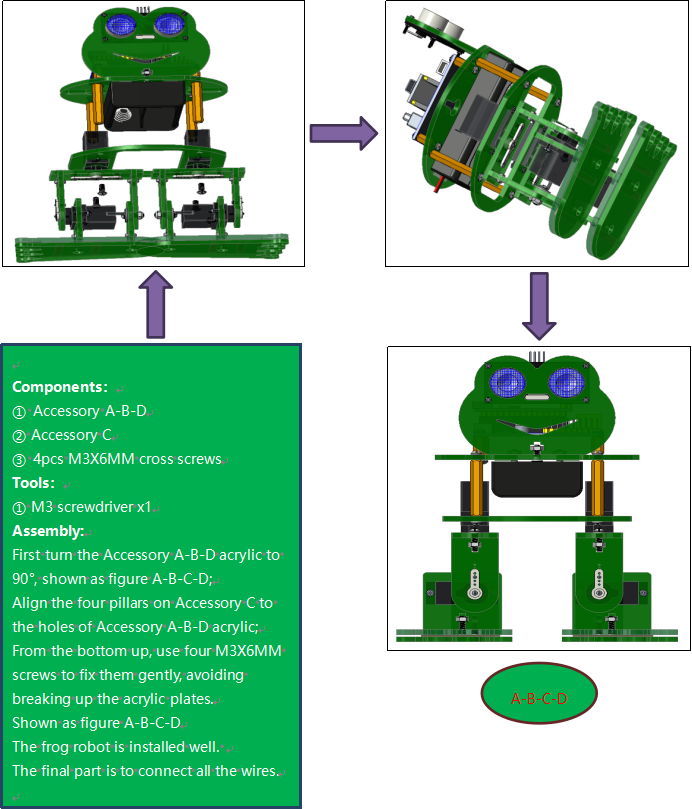 Components:
① Accessory A-B-D
② Accessory C
③ 4pcs M3X6MM cross screws
Tools:
① M3 screwdriver x1
Assembly:
First turn the Accessory A-B-D acrylic to
90°, shown as figure A-B-C-D;
Align the four pillars on Accessory C to
the holes of Accessory A-B-D acrylic;
From the bottom up, use four M3X6MM
screws to fix them gently, avoiding
breaking up the acrylic plates.
Shown as figure A-B-C-D
The frog robot is installed well.
The final part is to connect all the wires.
A-B-C-D